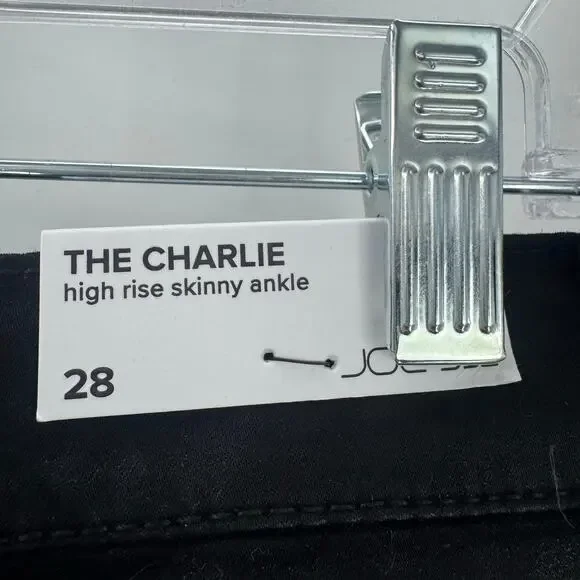 THE CHARLIE
high rise skinny ankle
28